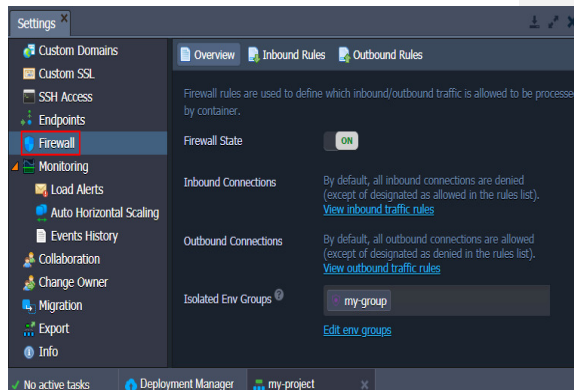 Settings
Custom Domains
Custom SSL
SSH Access
Endpoints
Firewall
Monitoring
Load Alerts
Auto Horizontal Scaling
Events History
Collaboration
Change Owner
Migration
Export
Info
Overview
Inbound Rules
Outbound Rules
Firewall rules are used to define which inbound/outbound traffic is allowed to be processe
by container.
Firewall State
ON
Inbound Connections
By default, all inbound connections are denied
(except of designated as allowed in the rules list).
View inbound traffic rules
Outbound Connections
By default, all outbound connections are allowed
(except of designated as denied in the rules list).
View outbound traffic rules
Isolated Env Groups
my-group
Edit env groups
No active tasks
Deployment Manager
my-project